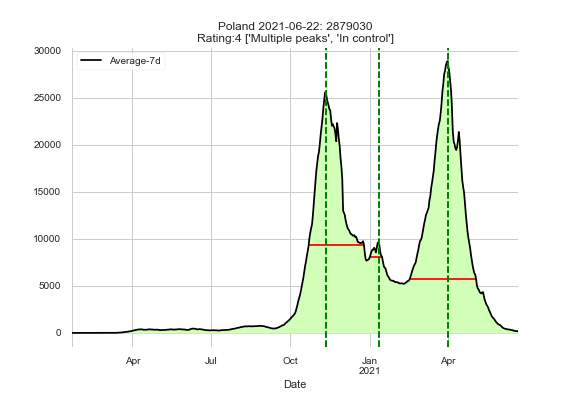 Poland 2021-06-22: 2879030
Rating:4 ['Multiple peaks', 'In control']
Average-7d
30000
25000
20000
15000
10000
5000
0
Apr
Jul
Oct
Jan
2021
Apr
Date